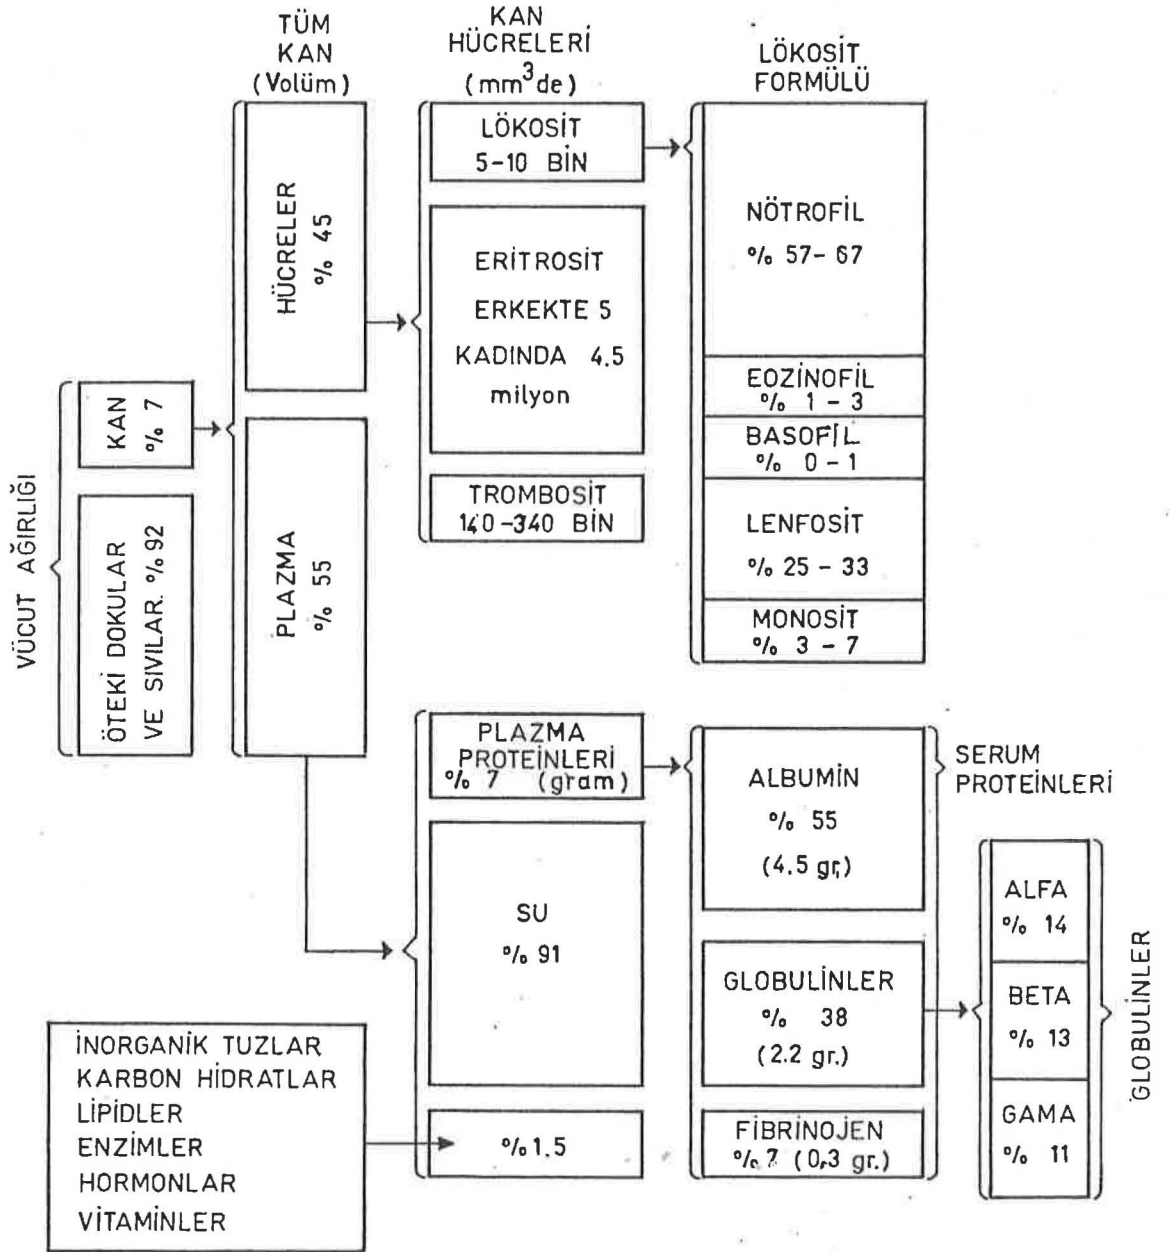 TÜM
KAN
(Volüm)
KAN
HÜCRELERİ
(mm³de)
LÖKOSİT
FORMÜLÜ
VÜCUT AĞIRLIĞI
KAN
% 7
ÖTEKİ DOKULAR
VE SIVILAR. % 92
HÜCRELER
% 45
PLAZMA
% 55
LÖKOSİT
5-10 BİN
ERİTROSİT
ERKEKTE 5
KADINDA 4.5
milyon
TROMBOSİT
140-340 BİN
NÖTROFİL
% 57-67
EOZİNOFİL
% 1 - 3
BASOFİL
% 0 - 1
LENFOSİT
% 25 - 33
MONOSİT
% 3 - 7
PLAZMA
PROTEİNLERİ
% 7 (gram)
SU
% 91
% 1.5
İNORGANİK TUZLAR
KARBON HİDRATLAR
LİPİDLER
ENZİMLER
HORMONLAR
VİTAMİNLER
ALBUMİN
% 55
(4.5 gr.)
GLOBULİNLER
% 38
(2.2 gr.)
FİBRİNOJEN
% 7 (0.3 gr.)
SERUM
PROTEİNLERİ
ALFA
% 14
BETA
% 13
GAMA
% 11
GLOBULİNLER